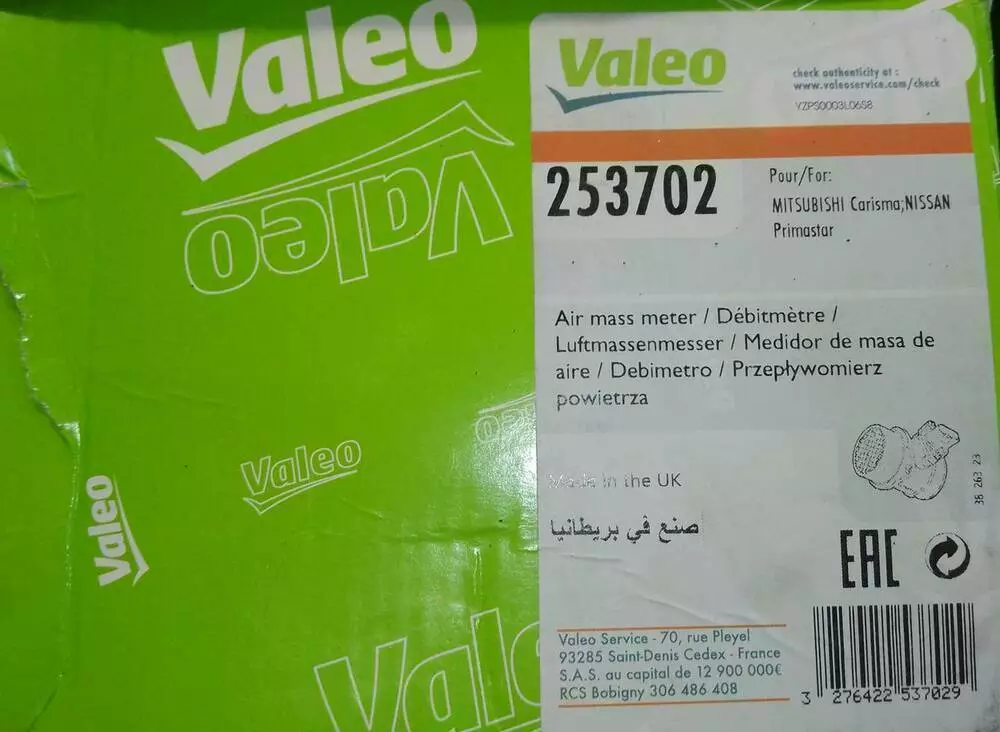 Valeo
Valeo
Valeo
Valeo
Valeo
Valeo
check authenticity at :
www.valeoservice.com/check
YZPS0003L06S8
253702
Pour/For:
MITSUBISHI Carisma;NISSAN
Primastar
Air mass meter / Débitmètre /
Luftmassenmesser / Medidor de masa de
aire / Debimetro / Przepływomierz
powietrza
Made in the UK
صنع في بريطانيا
36 263 23
EAC
Valeo Service - 70, rue Pleyel
93285 Saint-Denis Cedex - France
S.A.S. au capital de 12 900 000€
RCS Bobigny 306 486 408
3 276422 537029